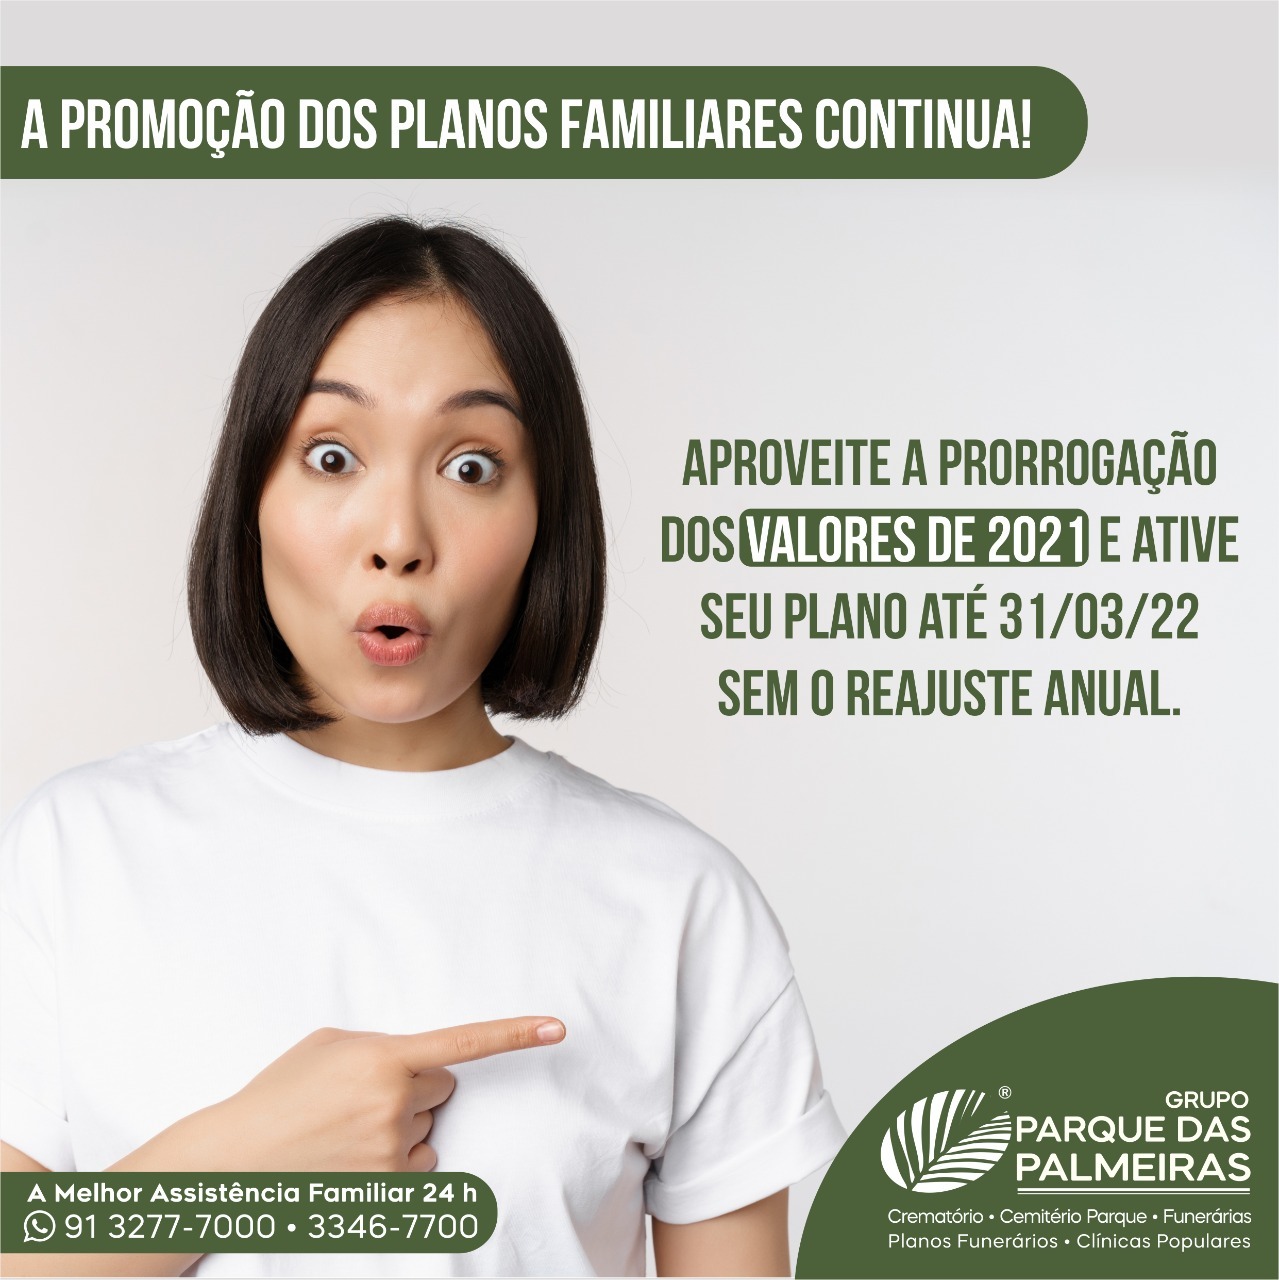 A PROMOÇÃO DOS PLANOS FAMILIARES CONTINUA!
APROVEITE A PRORROGAÇÃO
DOS VALORES DE 2021 E ATIVE
SEU PLANO ATÉ 31/03/22
SEM O REAJUSTE ANUAL.
A Melhor Assistência Familiar 24 h
91 3277-7000 • 3346-7700
®
GRUPO
PARQUE DAS
PALMEIRAS
Crematório • Cemitério Parque • Funerárias
Planos Funerários • Clínicas Populares